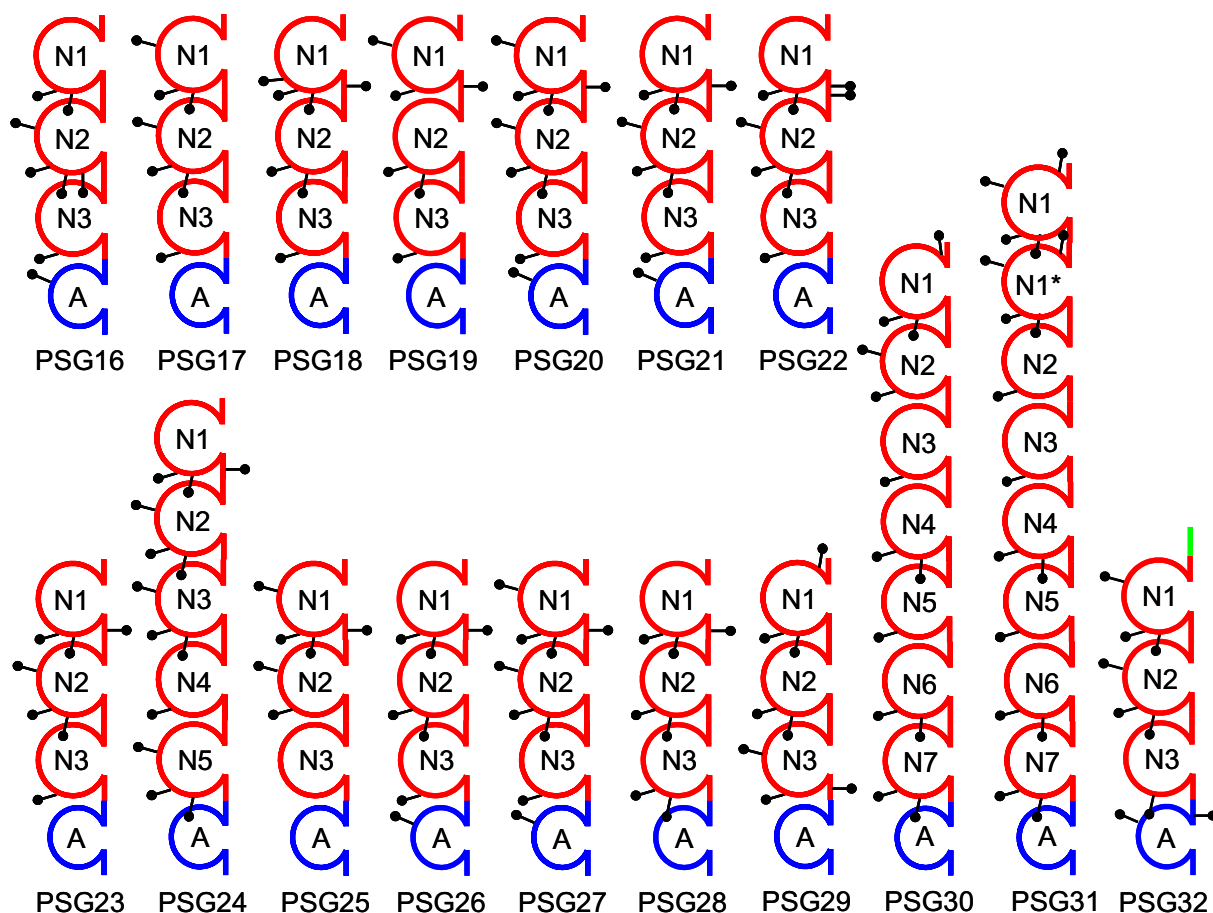 N1 N1 N1 N1 N1 N1 N1
N2 N2 N2 N2 N2 N2 N2
N3 N3 N3 N3 N3 N3 N3
A A A A A A A
PSG16 PSG17 PSG18 PSG19 PSG20 PSG21 PSG22
N1
N2
N3
N4
N5
A
N1
N2
N3
A
N1
N2
N3
A
N1
N2
N3
A
N1
N2
N3
A
N1
N2
N3
A
N1
N2
N3
A
N1
N2
N3
N4
N5
N6
N7
A
N1
N1*
N2
N3
N4
N5
N6
N7
A
N1
N2
N3
A
PSG23 PSG24 PSG25 PSG26 PSG27 PSG28 PSG29 PSG30 PSG31 PSG32